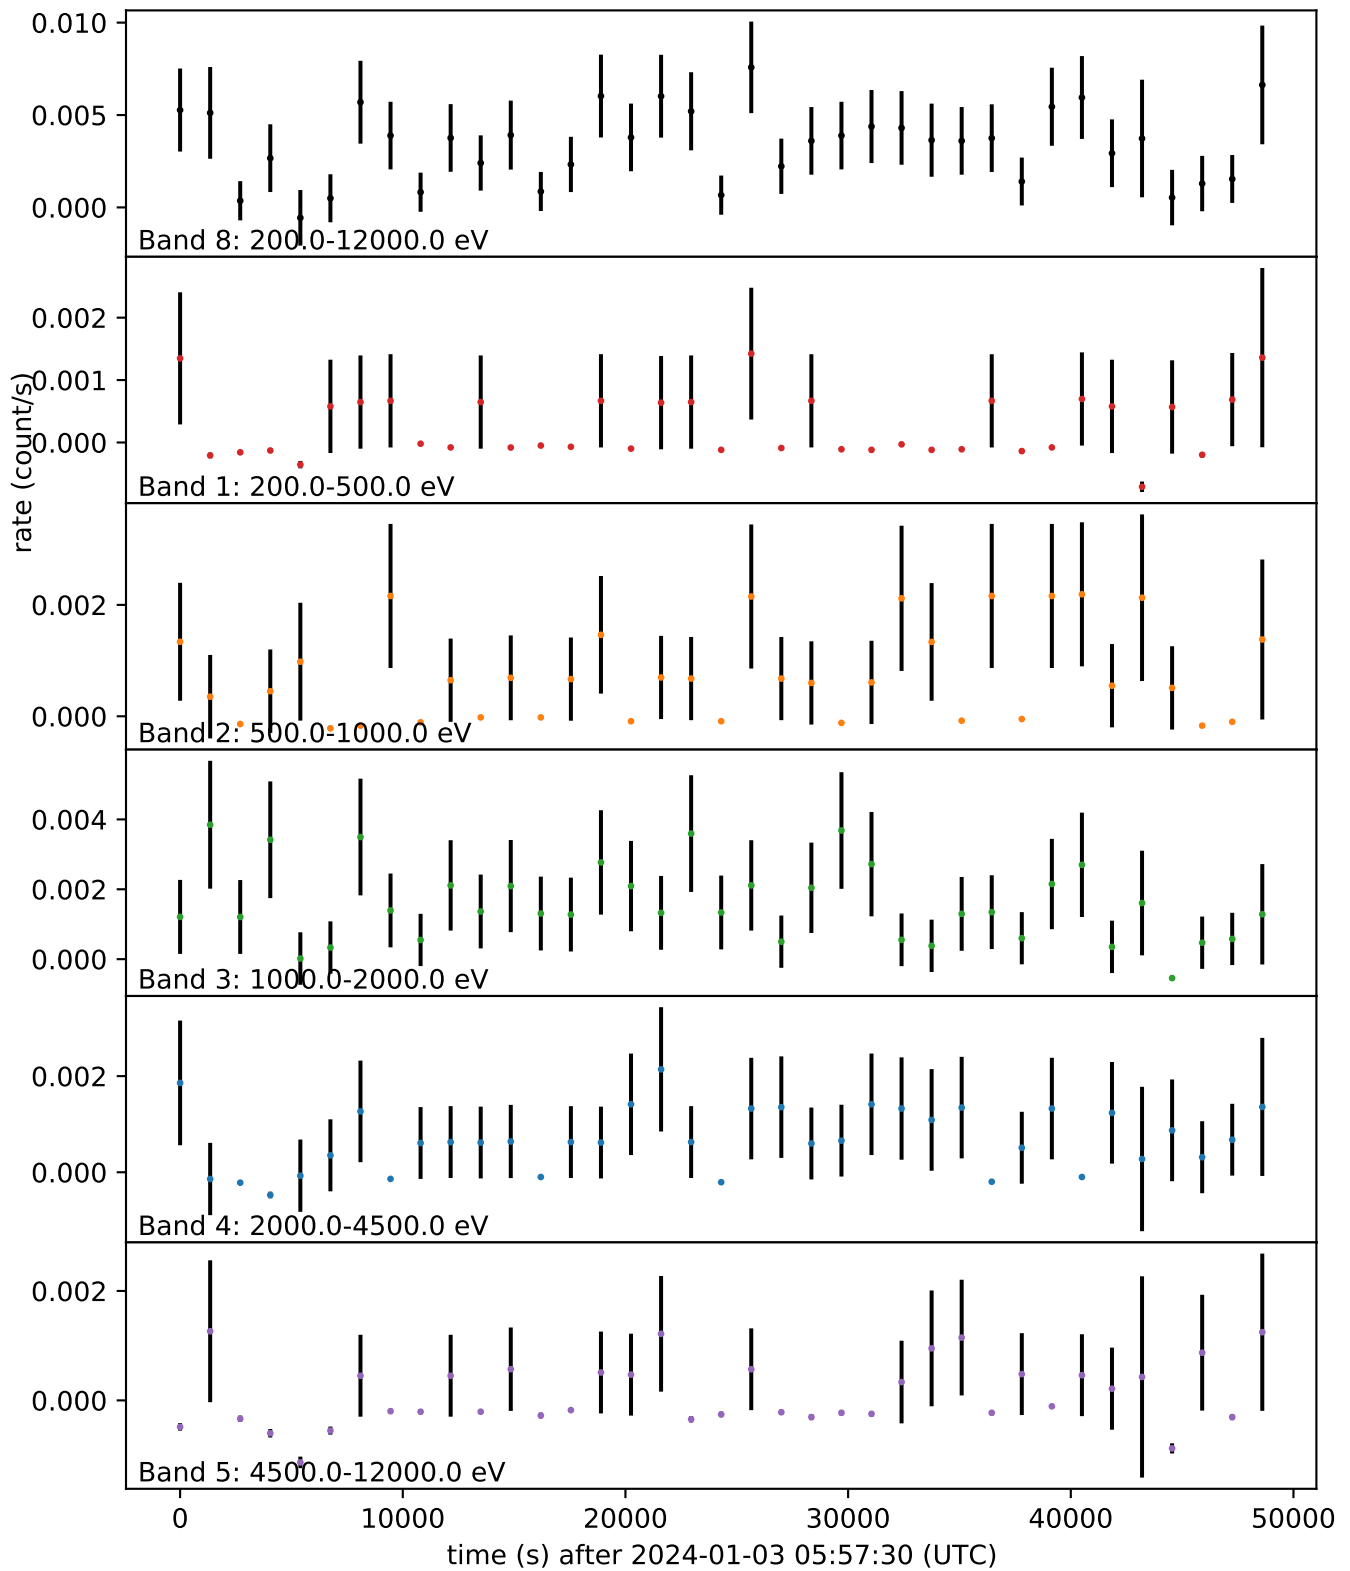 0.010
0.005
0.000
Band 8: 200.0-12000.0 eV
0.002
0.001
0.000
Band 1: 200.0-500.0 eV
rate (count/s)
0.002
0.000
Band 2: 500.0-1000.0 eV
0.004
0.002
0.000
Band 3: 1000.0-2000.0 eV
0.002
0.000
Band 4: 2000.0-4500.0 eV
0.002
0.000
Band 5: 4500.0-12000.0 eV
0 10000 20000 30000 40000 50000
time (s) after 2024-01-03 05:57:30 (UTC)